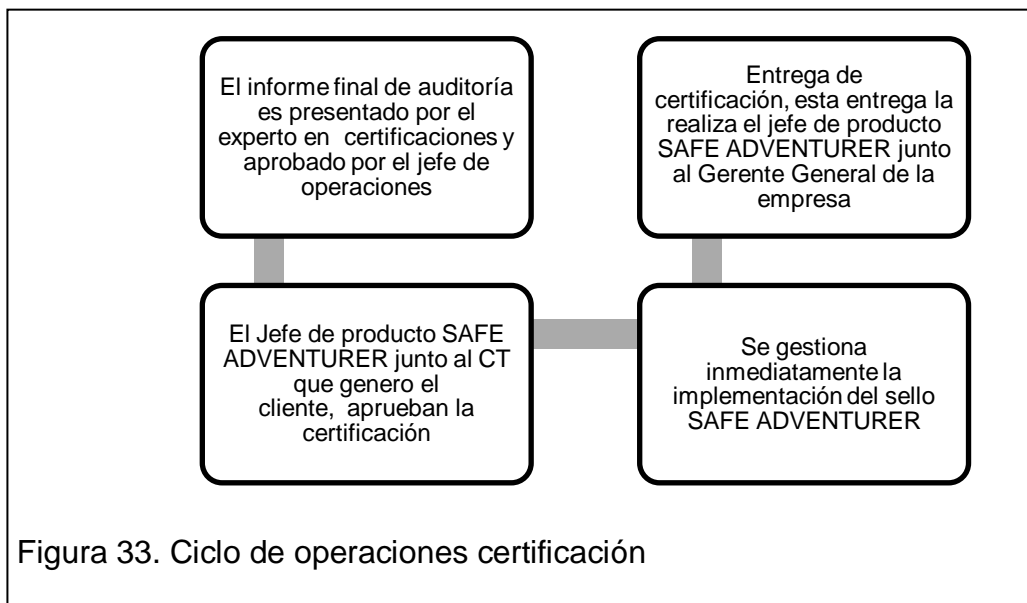 El informe final de auditoría
es presentado por el
experto en certificaciones y
aprobado por el jefe de
operaciones
El Jefe de producto SAFE
ADVENTURER junto al CT
que genero el
cliente, aprueban la
certificación
Se gestiona
inmediatamente la
implementación del sello
SAFE ADVENTURER
Entrega de
certificación, esta entrega la
realiza el jefe de producto
SAFE ADVENTURER junto
al Gerente General de la
empresa
Figura 33. Ciclo de operaciones certificación